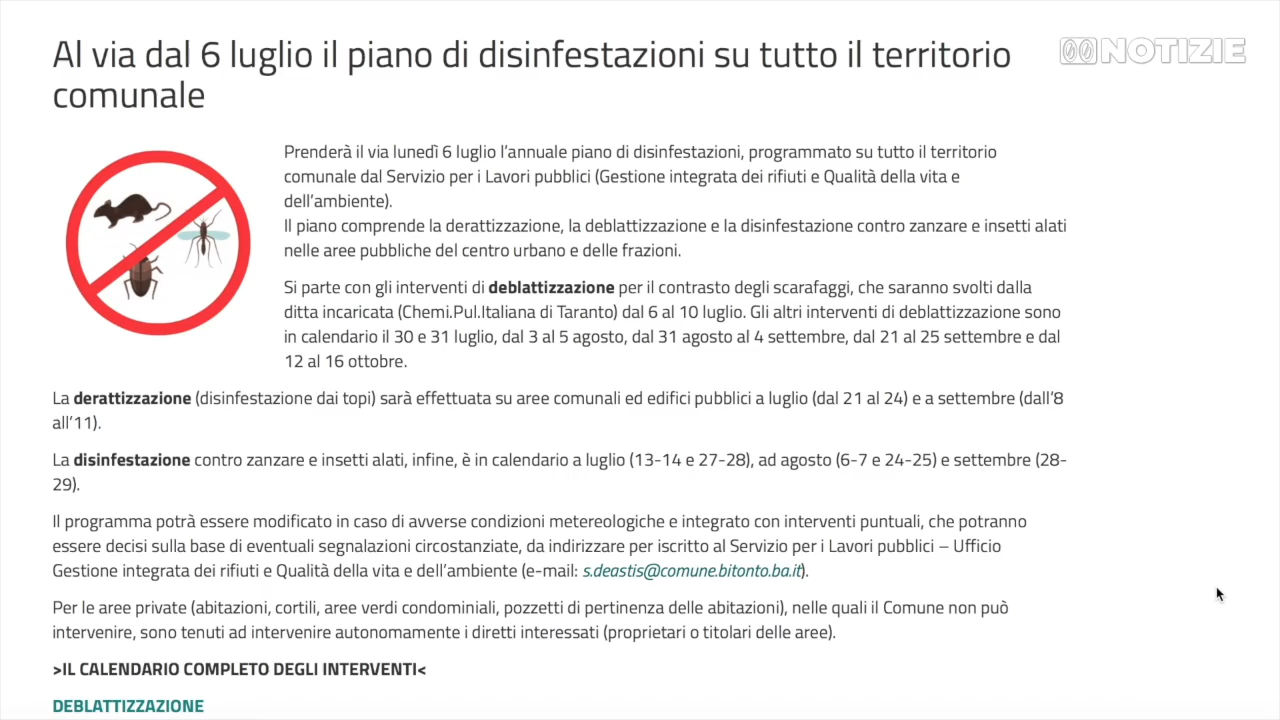 Al via dal 6 luglio il piano di disinfestazioni su tutto il territorio
comunale
00 NOTIZIE
Prenderà il via lunedì 6 luglio l'annuale piano di disinfestazioni, programmato su tutto il territorio
comunale dal Servizio per i Lavori pubblici (Gestione integrata dei rifiuti e Qualità della vita e
dell'ambiente).
Il piano comprende la derattizzazione, la deblattizzazione e la disinfestazione contro zanzare e insetti alati
nelle aree pubbliche del centro urbano e delle frazioni.
Si parte con gli interventi di deblattizzazione per il contrasto degli scarafaggi, che saranno svolti dalla
ditta incaricata (Chemi.Pul.Italiana di Taranto) dal 6 al 10 luglio. Gli altri interventi di deblattizzazione sono
in calendario il 30 e 31 luglio, dal 3 al 5 agosto, dal 31 agosto al 4 settembre, dal 21 al 25 settembre e dal
12 al 16 ottobre.
La derattizzazione (disinfestazione dai topi) sarà effettuata su aree comunali ed edifici pubblici a luglio (dal 21 al 24) e a settembre (dall'8
all'11).
La disinfestazione contro zanzare e insetti alati, infine, è in calendario a luglio (13-14 e 27-28), ad agosto (6-7 e 24-25) e settembre (28-
29).
Il programma potrà essere modificato in caso di avverse condizioni metereologiche e integrato con interventi puntuali, che potranno
essere decisi sulla base di eventuali segnalazioni circostanziate, da indirizzare per iscritto al Servizio per i Lavori pubblici – Ufficio
Gestione integrata dei rifiuti e Qualità della vita e dell'ambiente (e-mail: s.deastis@comune.bitonto.ba.it).
Per le aree private (abitazioni, cortili, aree verdi condominiali, pozzetti di pertinenza delle abitazioni), nelle quali il Comune non può
intervenire, sono tenuti ad intervenire autonomamente i diretti interessati (proprietari o titolari delle aree).
>IL CALENDARIO COMPLETO DEGLI INTERVENTI<
DEBLATTIZZAZIONE